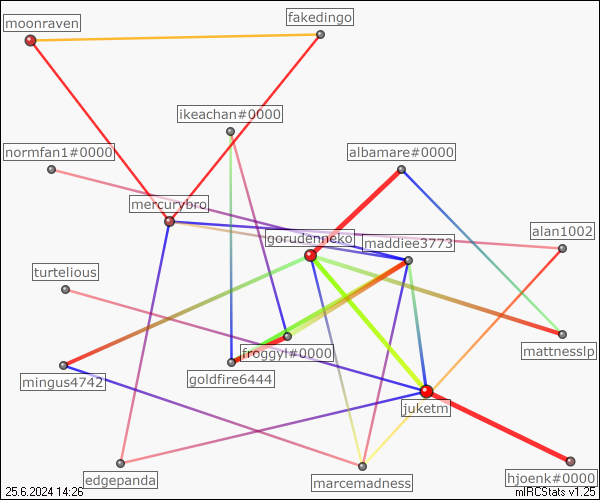 moonraven
fakedingo
ikeachan#0000
normfan1#0000
albamare#0000
mercurybro
alan1002
gorudenneko
maddiee3773
turtelious
froggyl#0000
mattnesslp
mingus4742
goldfire6444
juketm
edgepanda
marcemadness
hjoenk#0000
25.6.2024 14:26
mIRCStats v1.25